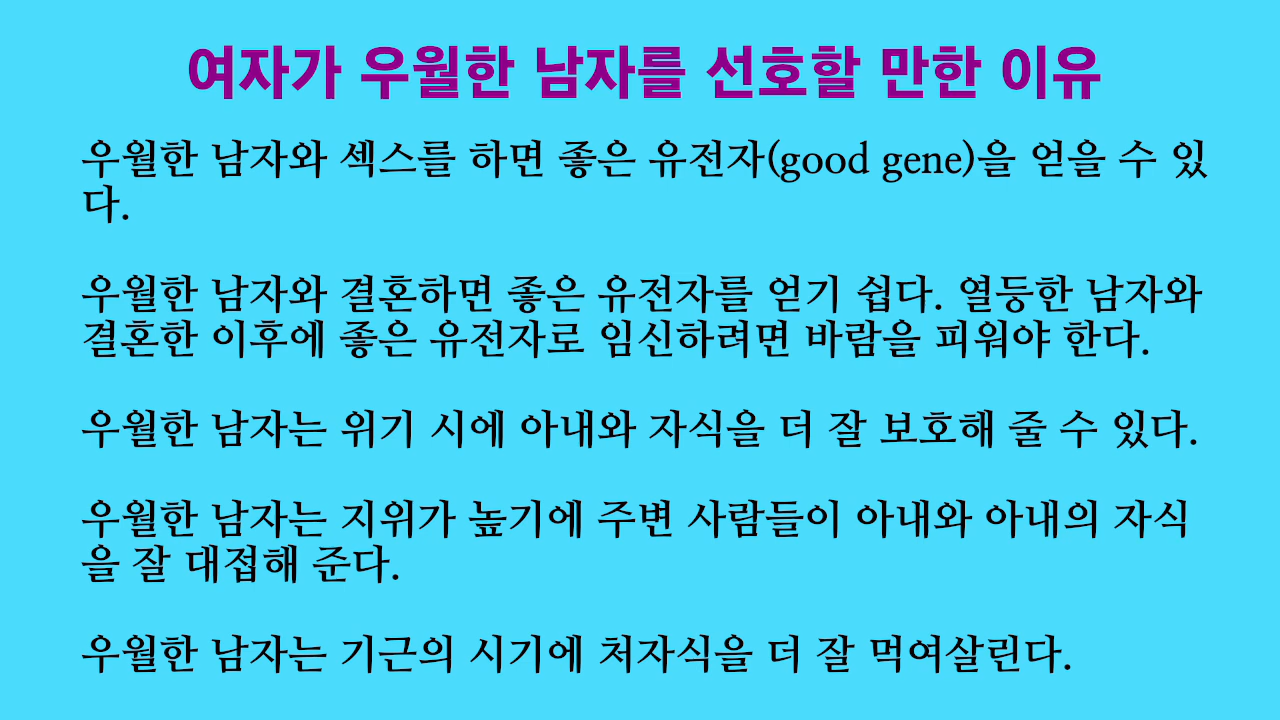 여자가 우월한 남자를 선호할 만한 이유
우월한 남자와 섹스를 하면 좋은 유전자(good gene)을 얻을 수 있
다.
우월한 남자와 결혼하면 좋은 유전자를 얻기 쉽다. 열등한 남자와
결혼한 이후에 좋은 유전자로 임신하려면 바람을 피워야 한다.
우월한 남자는 위기 시에 아내와 자식을 더 잘 보호해 줄 수 있다.
우월한 남자는 지위가 높기에 주변 사람들이 아내와 아내의 자식
을 잘 대접해 준다.
우월한 남자는 기근의 시기에 처자식을 더 잘 먹여살린다.